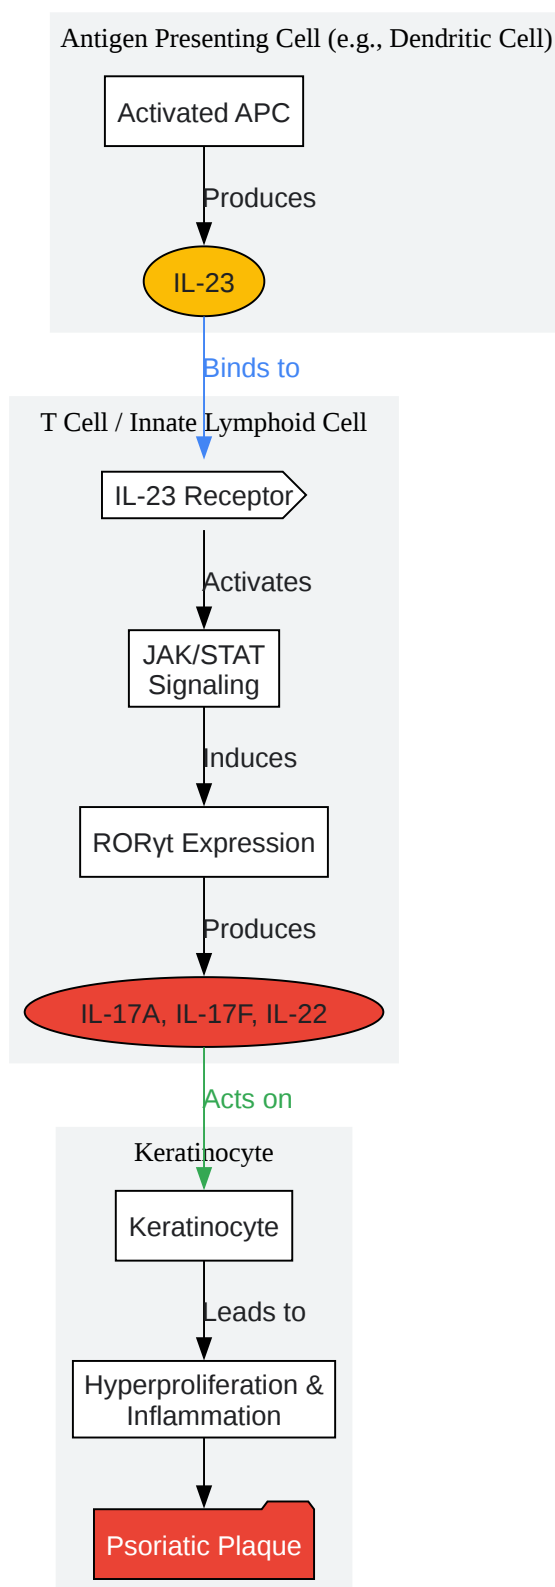 Antigen Presenting Cell (e.g., Dendritic Cell)
Activated APC
Produces
IL-23
Binds to
T Cell / Innate Lymphoid Cell
IL-23 Receptor
Activates
JAK/STAT
Signaling
Induces
RORγt Expression
Produces
IL-17A, IL-17F, IL-22
Acts on
Keratinocyte
Keratinocyte
Leads to
Hyperproliferation &
Inflammation
Psoriatic Plaque